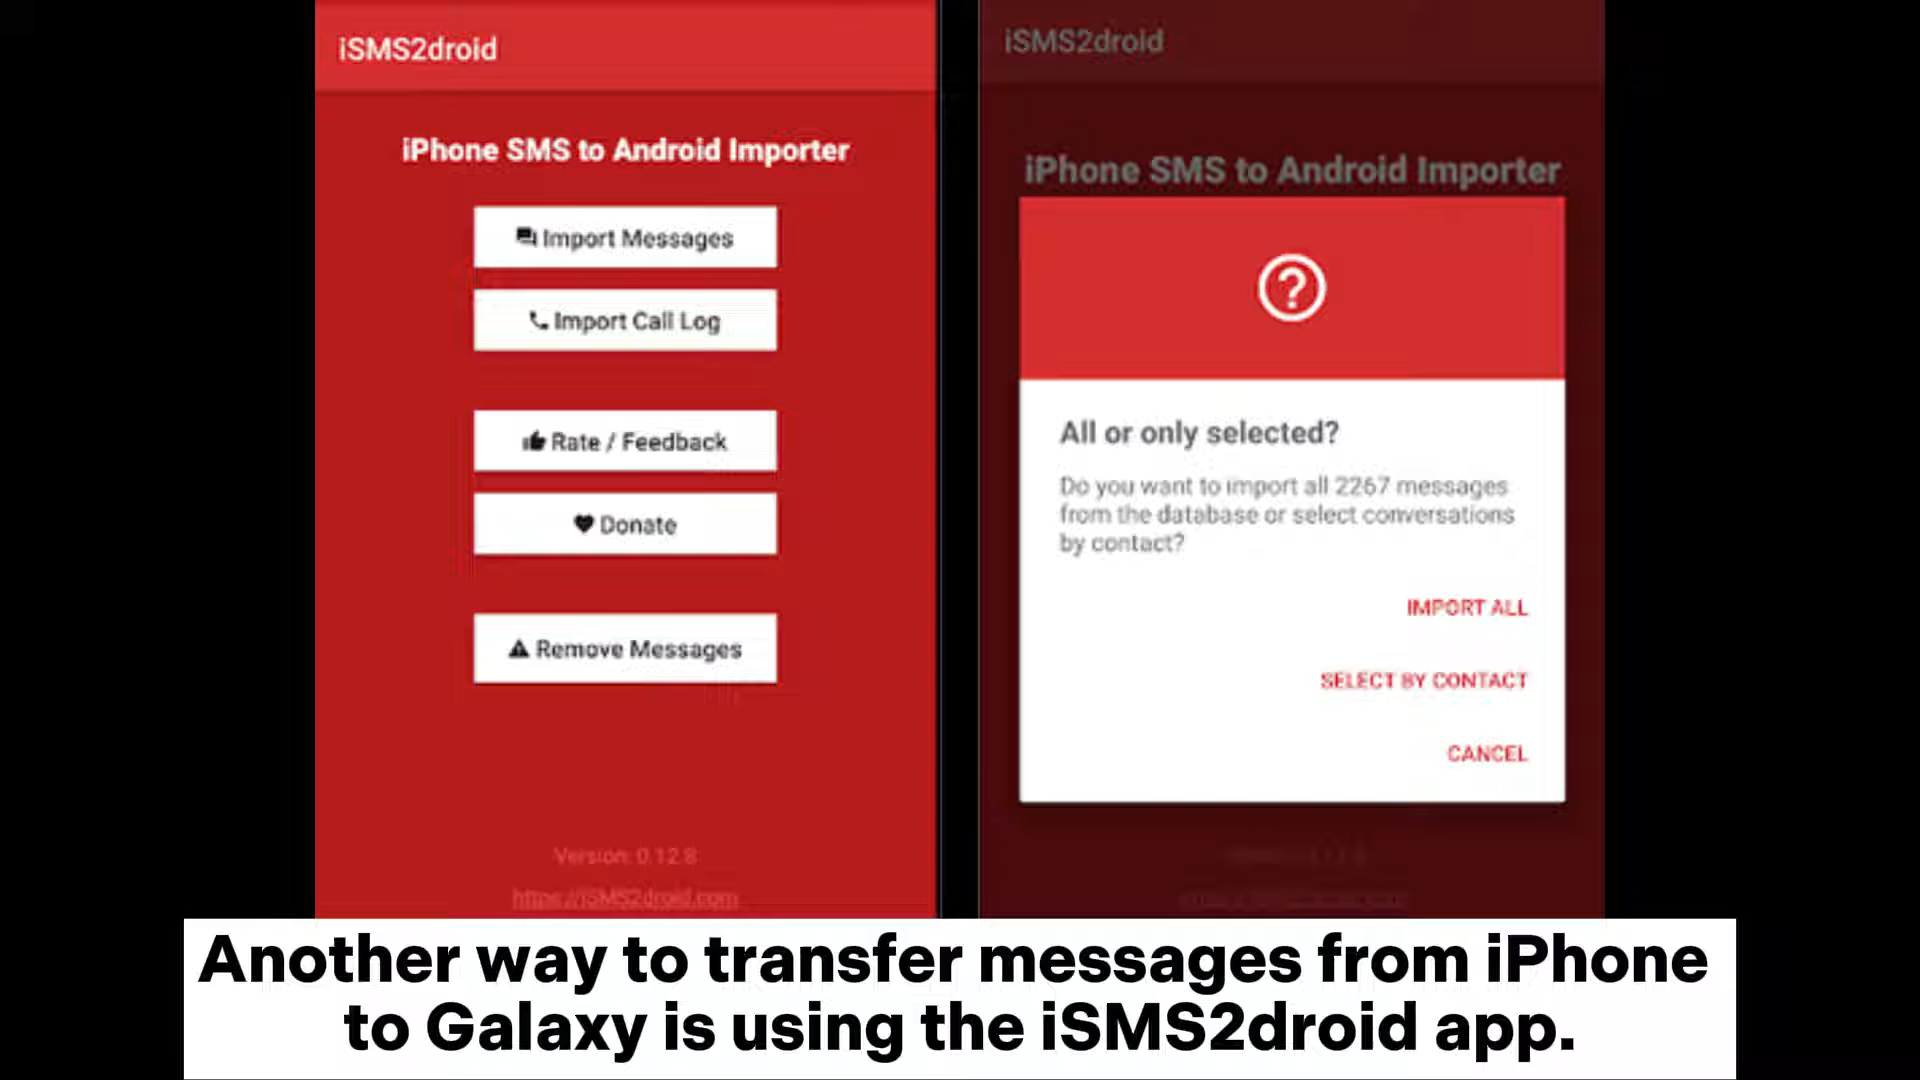 iSMS2droid
iPhone SMS to Android Importer
Import Messages
Import Call Log
Rate / Feedback
Donate
Remove Messages
Version: 0.12.8
https://iSMS2droid.com
iSMS2droid
iPhone SMS to Android Importer
All or only selected?
Do you want to import all 2267 messages
from the database or select conversations
by contact?
IMPORT ALL
SELECT BY CONTACT
CANCEL
Another way to transfer messages from iPhone
to Galaxy is using the iSMS2droid app.